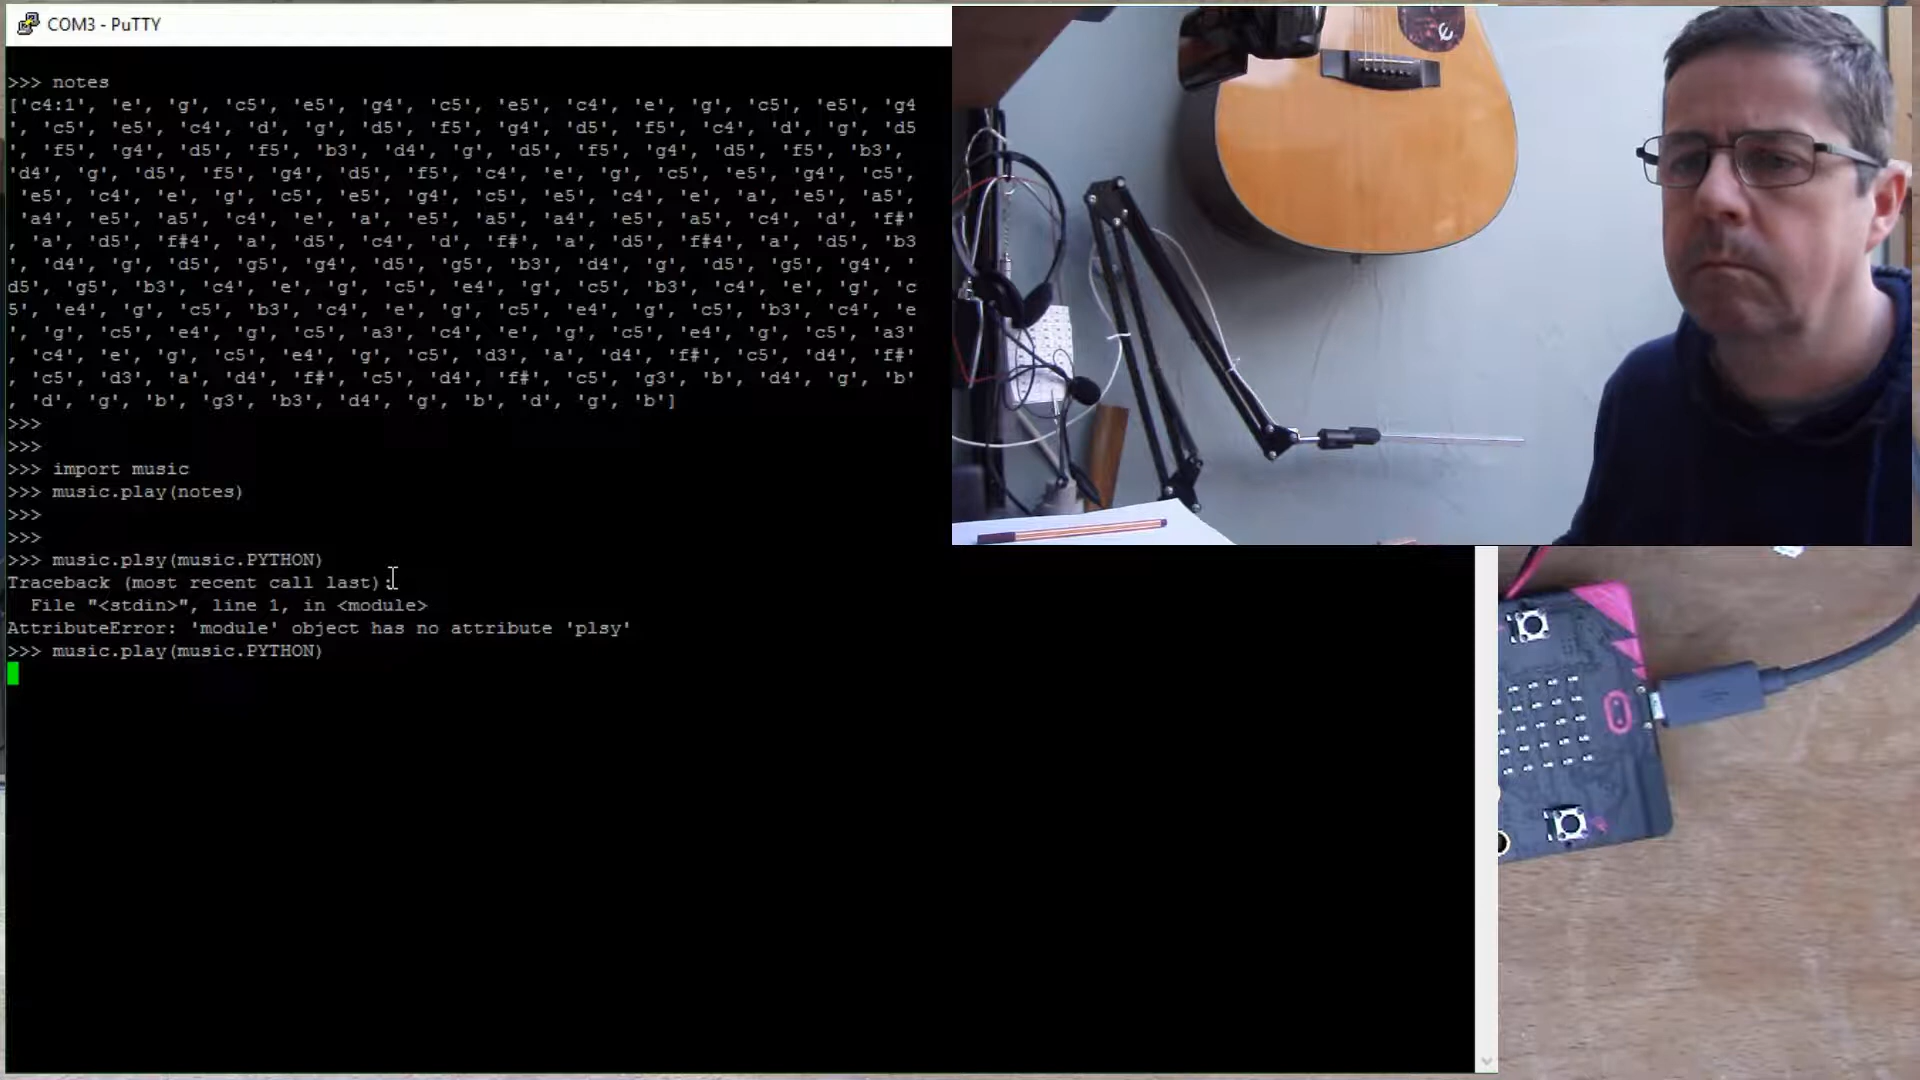 COM3 - PuTTY
>>> notes
['c4:1', 'e', 'g', 'c5', 'e5', 'g4', 'c5', 'e5', 'c4', 'e', 'g', 'c5', 'e5', 'g4
', 'c5', 'e5', 'c4', 'd', 'g', 'd5', 'f5', 'g4', 'd5', 'f5', 'c4', 'd', 'g', 'd5
', 'f5', 'g4', 'd5', 'f5', 'b3', 'd4', 'g', 'd5', 'f5', 'g4', 'd5', 'f5', 'b3',
'd4', 'g', 'd5', 'f5', 'g4', 'd5', 'f5', 'c4', 'e', 'g', 'c5', 'e5', 'g4', 'c5',
'e5', 'c4', 'e', 'g', 'c5', 'e5', 'g4', 'c5', 'e5', 'c4', 'e', 'a', 'e5', 'a5',
'a4', 'e5', 'a5', 'c4', 'e', 'a', 'e5', 'a5', 'a4', 'e5', 'a5', 'c4', 'd', 'f#'
, 'a', 'd5', 'f#4', 'a', 'd5', 'c4', 'd', 'f#', 'a', 'd5', 'f#4', 'a', 'd5', 'b3
', 'd4', 'g', 'd5', 'g5', 'g4', 'd5', 'g5', 'b3', 'd4', 'g', 'd5', 'g5', 'g4', '
d5', 'g5', 'b3', 'c4', 'e', 'g', 'c5', 'e4', 'g', 'c5', 'b3', 'c4', 'e', 'g', 'c
5', 'e4', 'g', 'c5', 'b3', 'c4', 'e', 'g', 'c5', 'e4', 'g', 'c5', 'b3', 'c4', 'e
', 'g', 'c5', 'e4', 'g', 'c5', 'a3', 'c4', 'e', 'g', 'c5', 'e4', 'g', 'c5', 'a3'
, 'c4', 'e', 'g', 'c5', 'e4', 'g', 'c5', 'd3', 'a', 'd4', 'f#', 'c5', 'd4', 'f#'
, 'c5', 'd3', 'a', 'd4', 'f#', 'c5', 'd4', 'f#', 'c5', 'g3', 'b', 'd4', 'g', 'b'
, 'd', 'g', 'b', 'g3', 'b3', 'd4', 'g', 'b', 'd', 'g', 'b']
>>>
>>>
>>> import music
>>> music.play(notes)
>>>
>>>
>>> music.plsy(music.PYTHON)
Traceback (most recent call last):
File "<stdin>", line 1, in <module>
AttributeError: 'module' object has no attribute 'plsy'
>>> music.play(music.PYTHON)